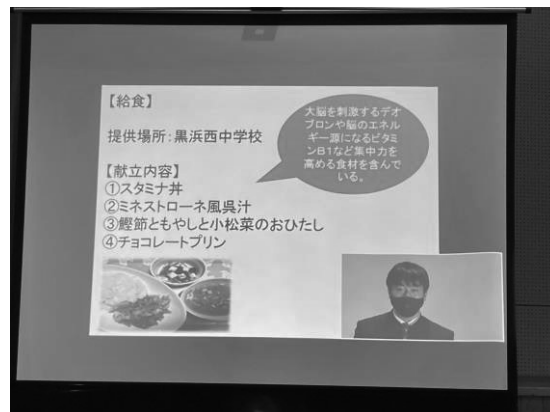 【給食】
提供場所:黒浜西中学校
【献立内容】
①スタミナ丼
②ミネストローネ風呉汁
③鰹節ともやしと小松菜のおひたし
④チョコレートプリン
大脳を刺激するデオ
ブロンや脳のエネル
ギー源になるビタミ
ンB1など集中力を
高める食材を含んで
いる。